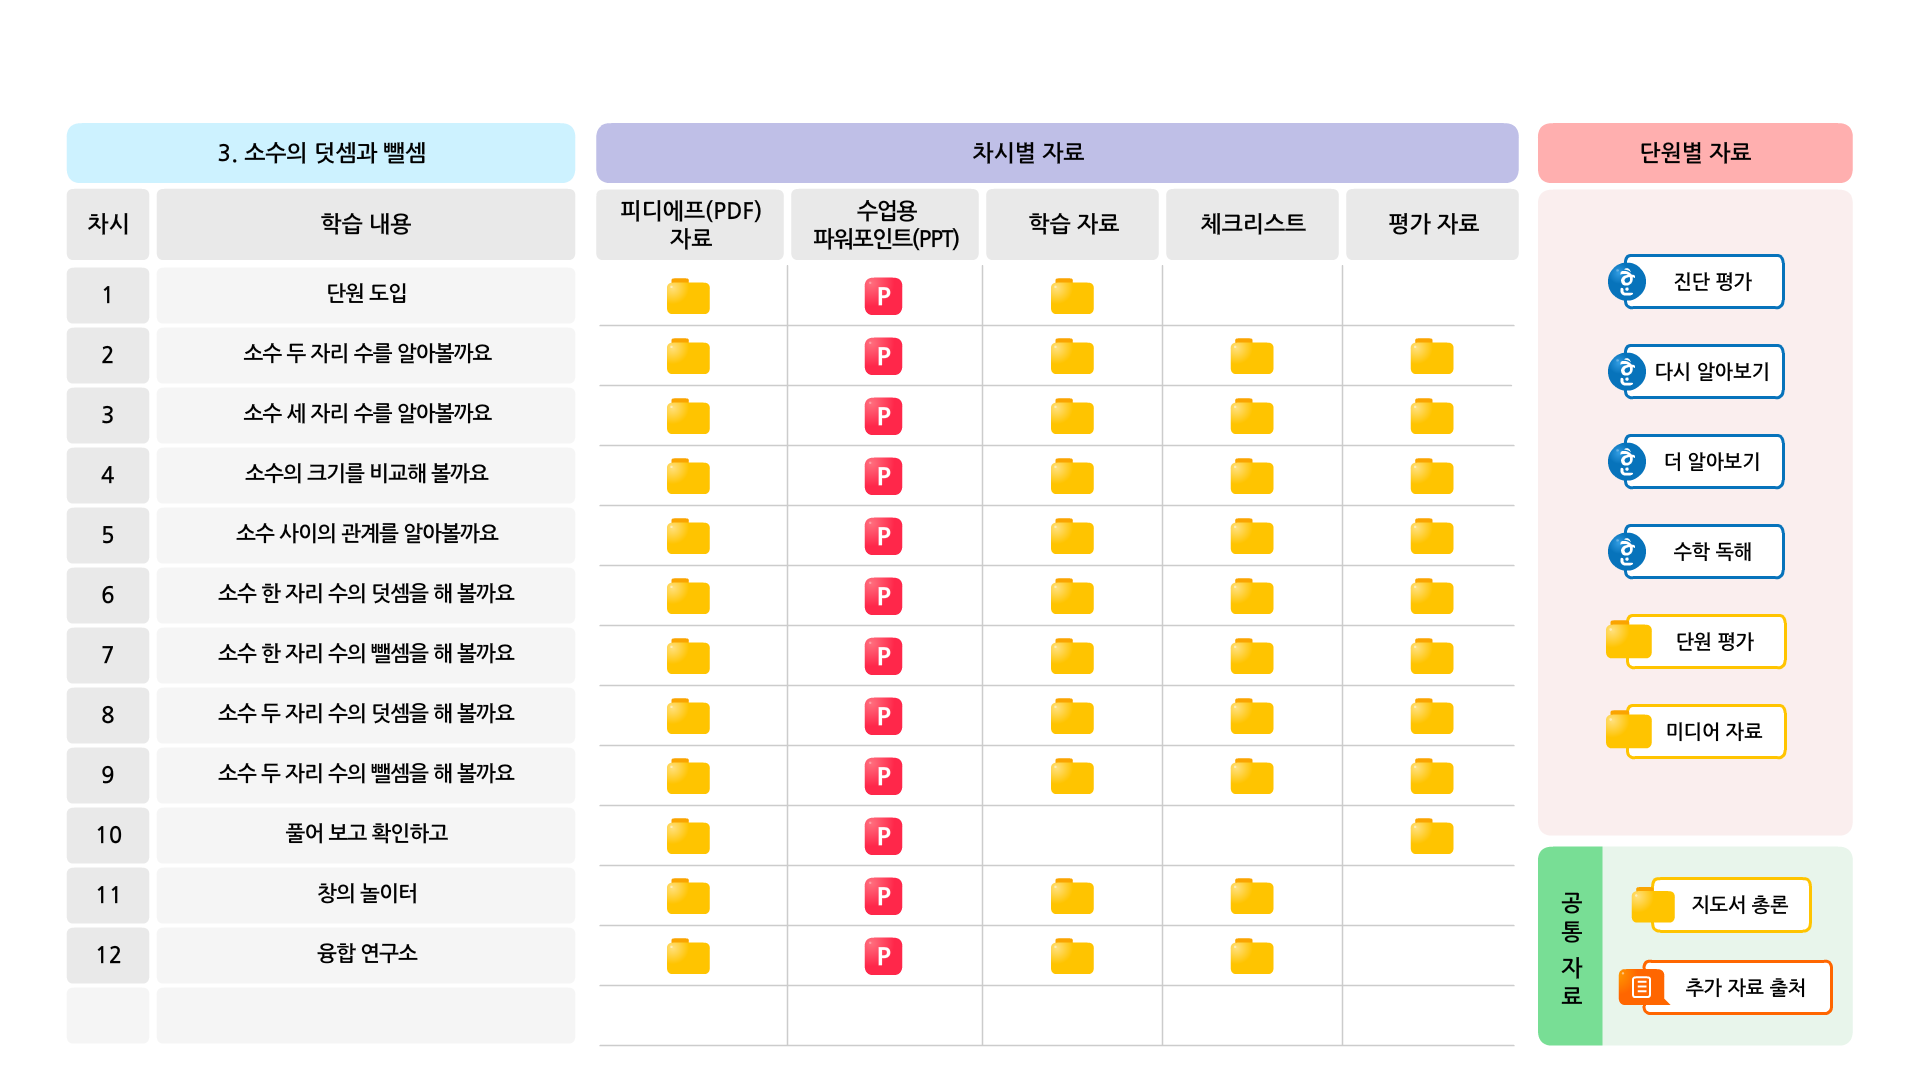 3. 소수의 덧셈과 뺄셈
차시별 자료
단원별 자료
차시
학습 내용
피디에프(PDF)
자료
수업용
파워포인트(PPT)
학습 자료
체크리스트
평가 자료
1
단원 도입
P
2
소수 두 자리 수를 알아볼까요
P
3
소수 세 자리 수를 알아볼까요
P
4
소수의 크기를 비교해 볼까요
P
5
소수 사이의 관계를 알아볼까요
P
6
소수 한 자리 수의 덧셈을 해 볼까요
P
7
소수 한 자리 수의 뺄셈을 해 볼까요
P
8
소수 두 자리 수의 덧셈을 해 볼까요
P
9
소수 두 자리 수의 뺄셈을 해 볼까요
P
10
풀어 보고 확인하고
P
11
창의 놀이터
P
12
융합 연구소
P
한 진단 평가
한 다시 알아보기
한 더 알아보기
한 수학 독해
단원 평가
미디어 자료
공통 자료
지도서 총론
추가 자료 출처